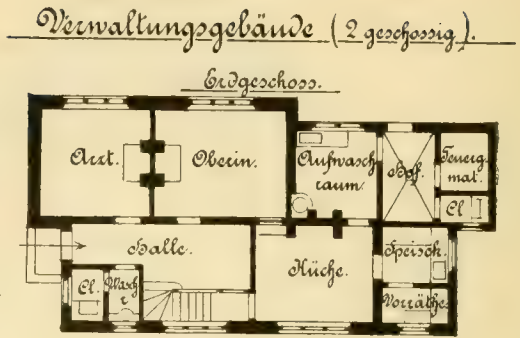 Verwaltungsgebäude (2 geschossig).
Erdgeschoss.
Arzt.
Oberin.
Aufwasch
raum.
Hof.
Feuerg.
mat.
Cl.
Halle.
Küche.
Speisek.
Cl.
Wasch
r.
Vorräthe.